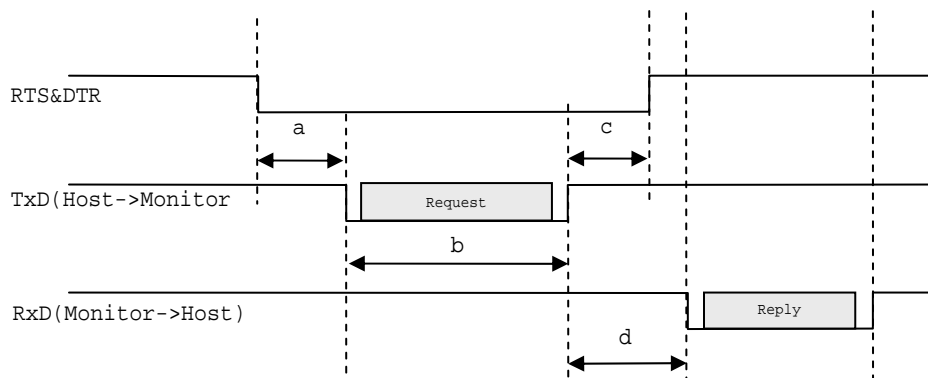 RTS&DTR
a
c
TxD(Host->Monitor
Request
b
RxD(Monitor->Host)
Reply
d